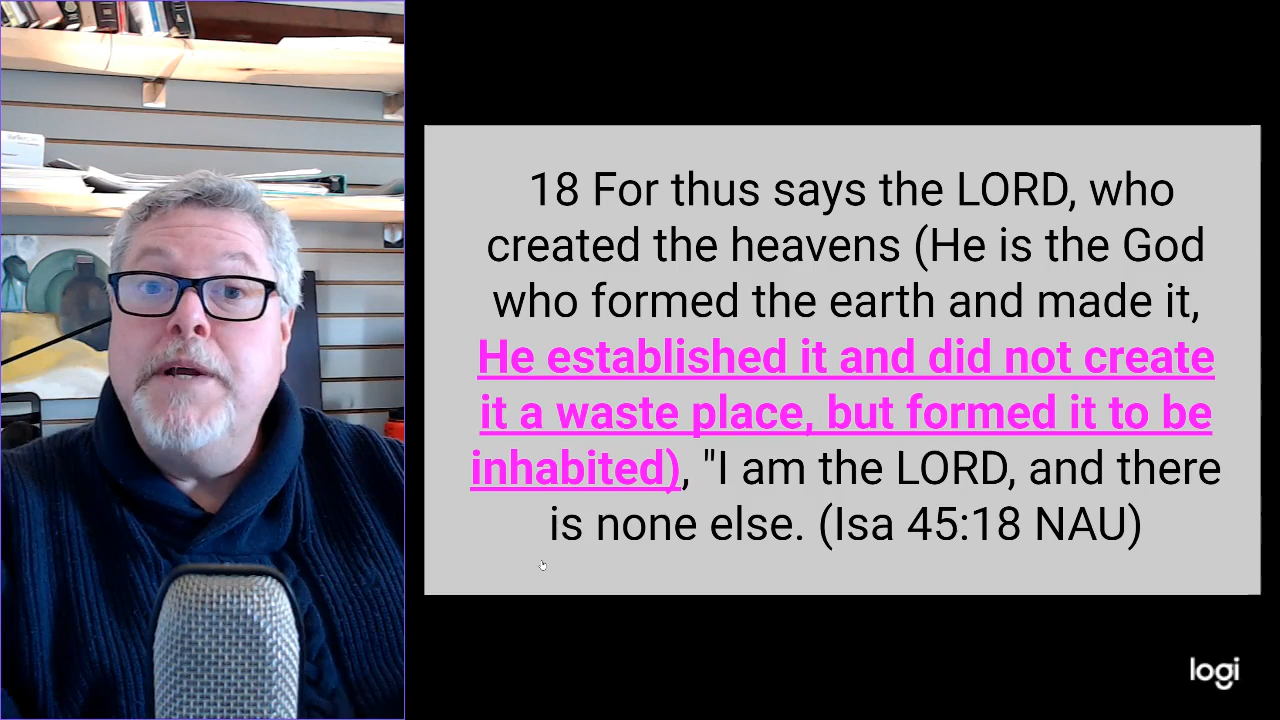 18 For thus says the LORD, who
created the heavens (He is the God
who formed the earth and made it,
He established it and did not create
it a waste place, but formed it to be
inhabited), "I am the LORD, and there
is none else. (Isa 45:18 NAU)
logi